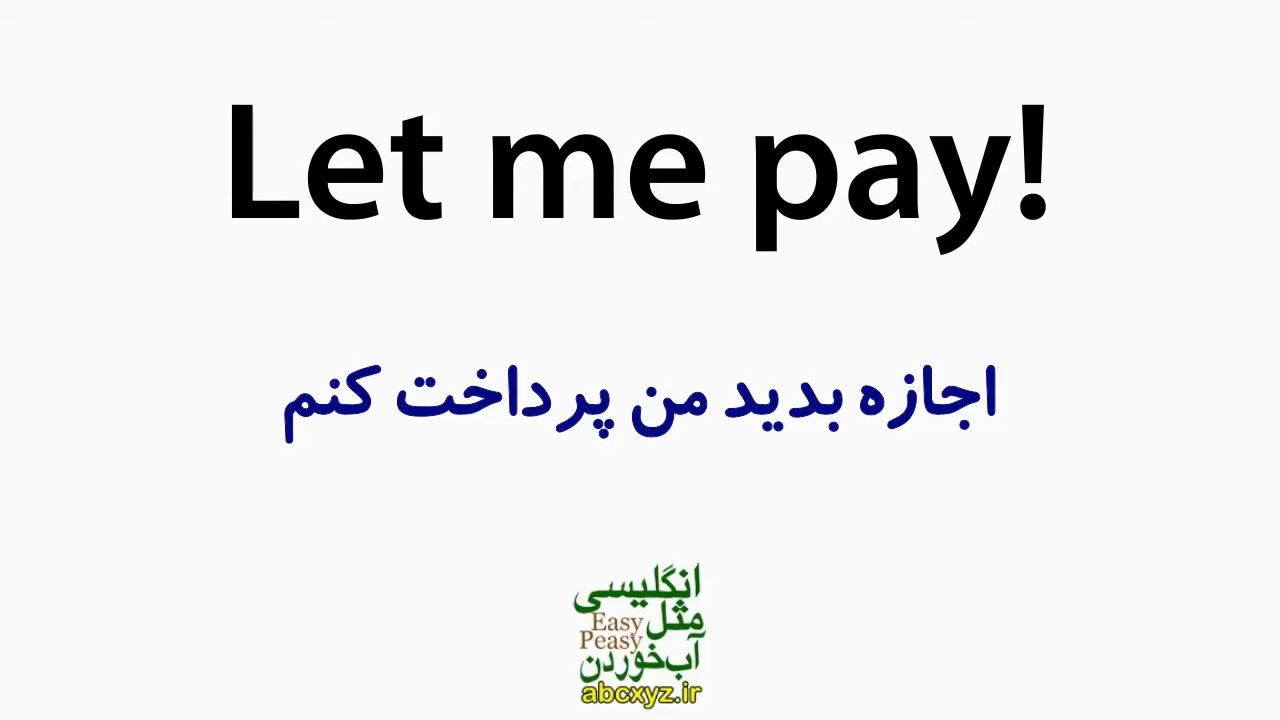 Let me pay!
اجازه بدید من پرداخت کنم
انگلیسی
مثل Easy
Peasy
آب‌خوردن
abcxyz.ir